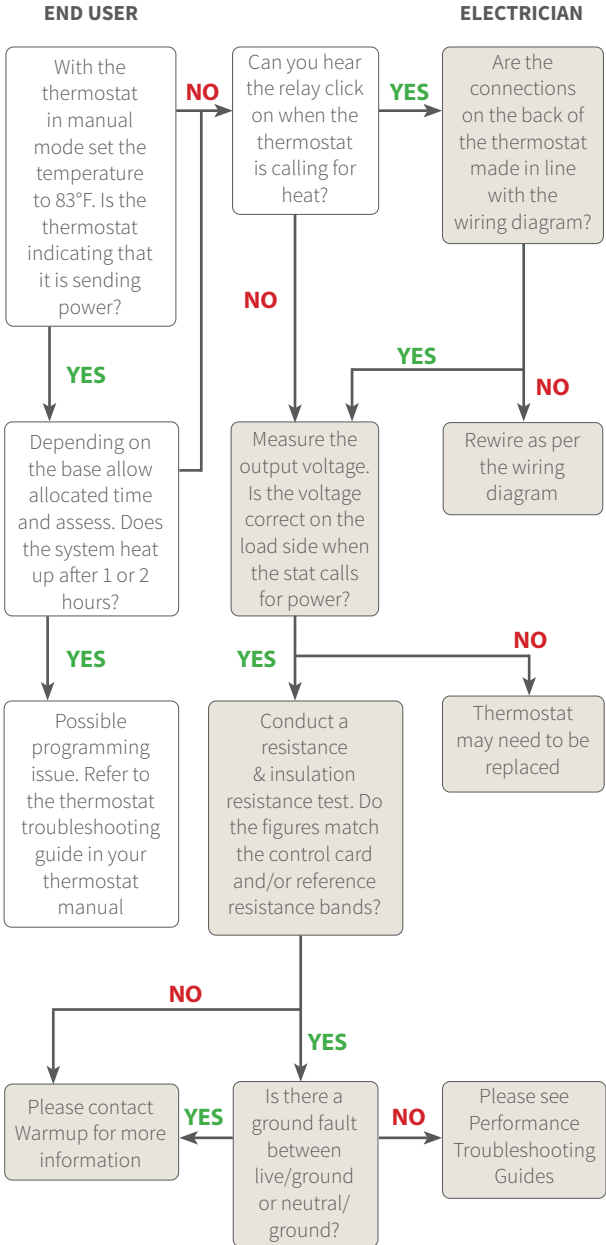 END USER
ELECTRICIAN
With the
thermostat
in manual
mode set the
temperature
to 83°F. Is the
thermostat
indicating that
it is sending
power?
NO
Can you hear
the relay click
on when the
thermostat
is calling for
heat?
YES
Are the
connections
on the back of
the thermostat
made in line
with the
wiring diagram?
YES
NO
YES
NO
Depending on
the base allow
allocated time
and assess. Does
the system heat
up after 1 or 2
hours?
Measure the
output voltage.
Is the voltage
correct on the
load side when
the stat calls
for power?
Rewire as per
the wiring
diagram
YES
YES
NO
Possible
programming
issue. Refer to
the thermostat
troubleshooting
guide in your
thermostat
manual
Conduct a
resistance
& insulation
resistance test. Do
the figures match
the control card
and/or reference
resistance bands?
Thermostat
may need to be
replaced
NO
YES
Please contact
Warmup for more
information
YES
Is there a
ground fault
between
live/ground
or neutral/
ground?
NO
Please see
Performance
Troubleshooting
Guides